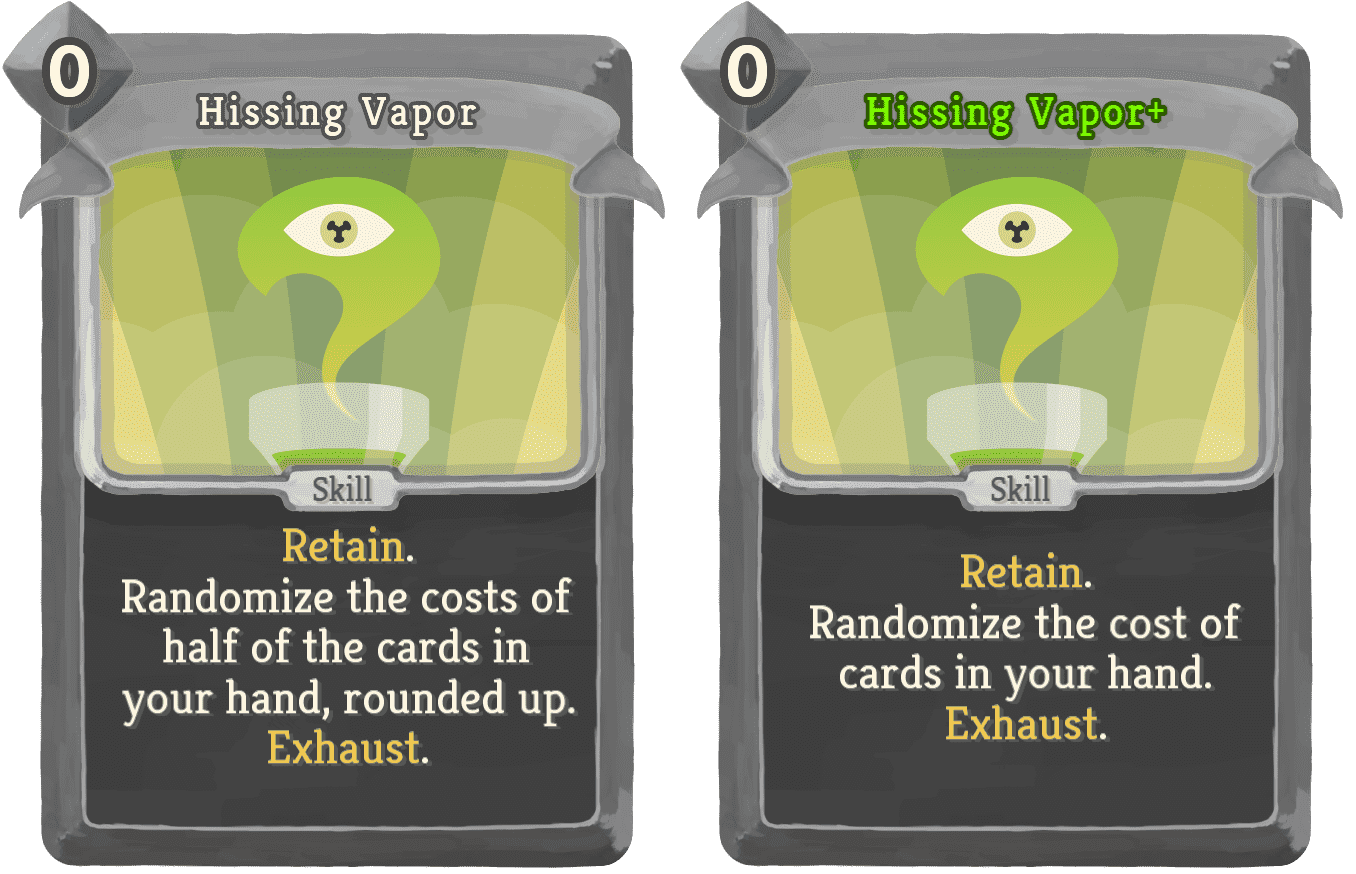 0
Hissing Vapor
Skill
Retain.
Randomize the costs of
half of the cards in
your hand, rounded up.
Exhaust.
0
Hissing Vapor+
Skill
Retain.
Randomize the cost of
cards in your hand.
Exhaust.